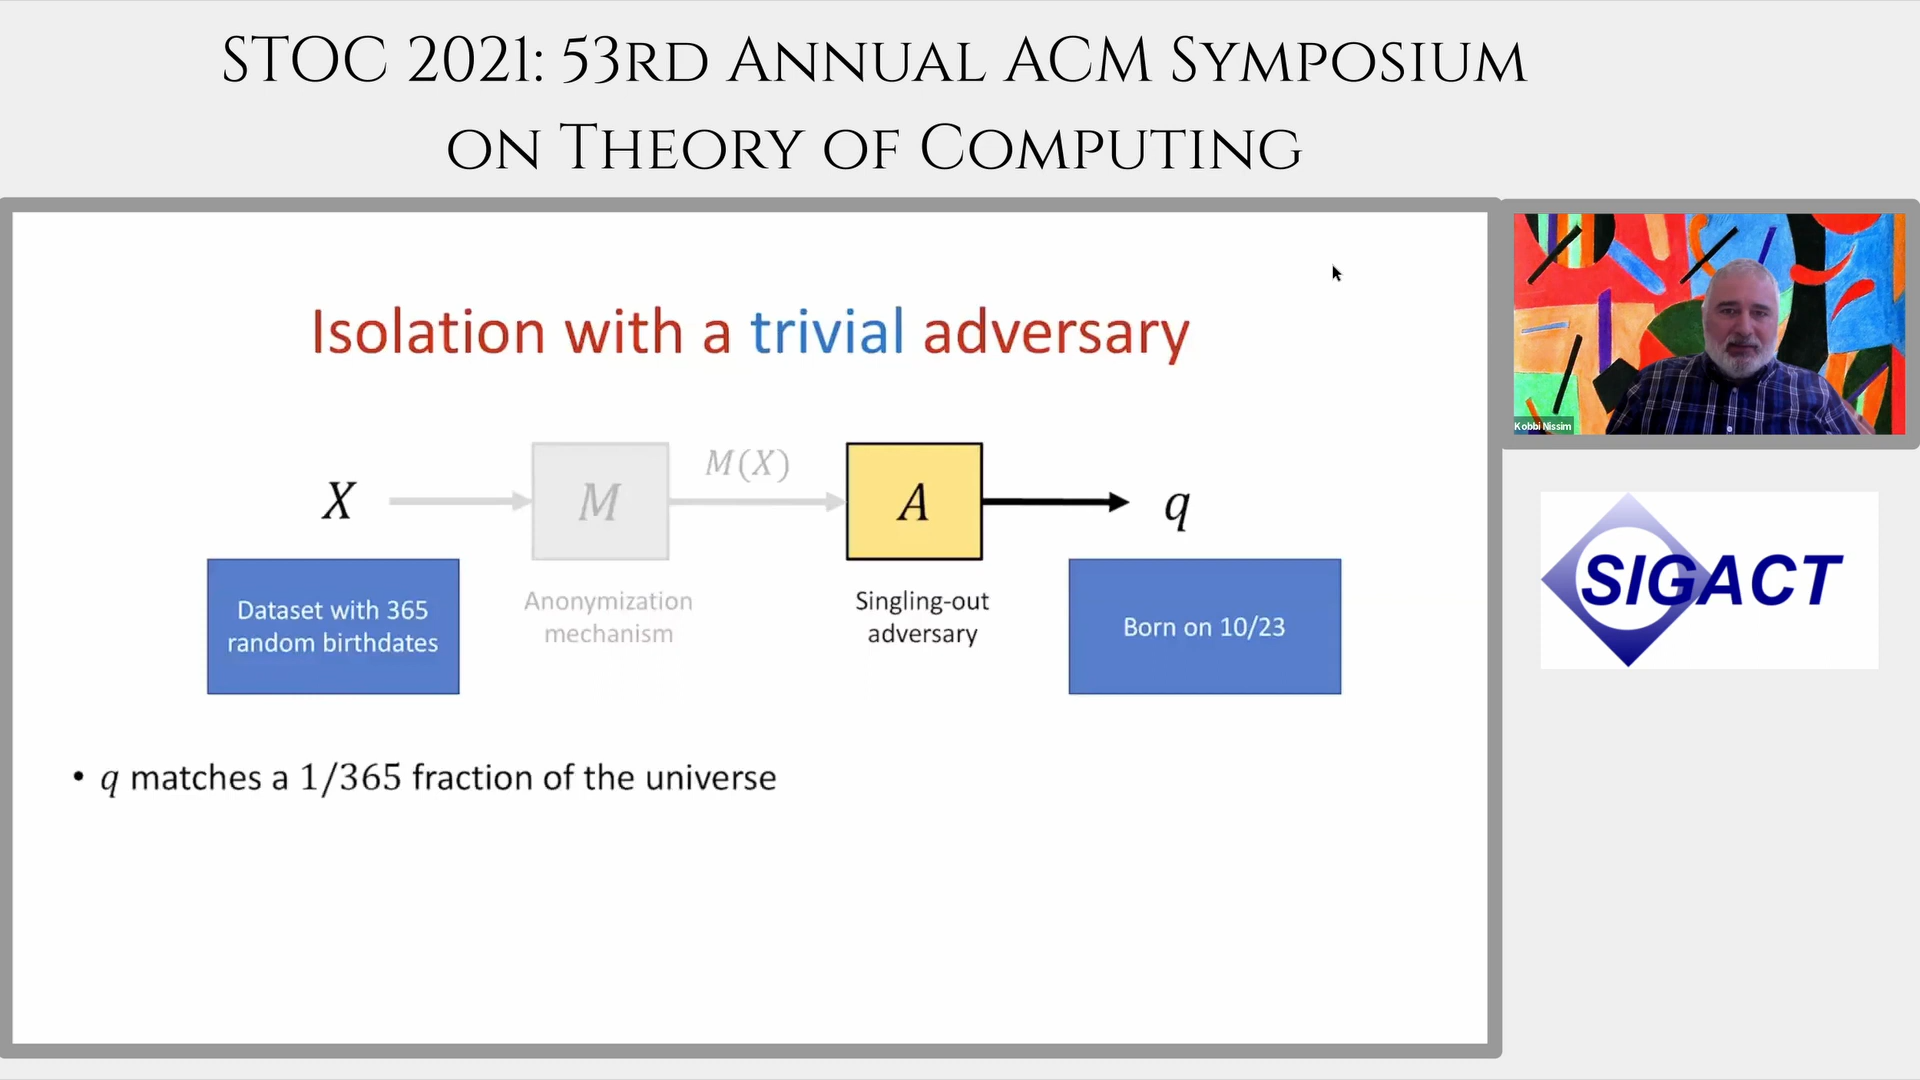 STOC 2021: 53rd Annual ACM Symposium
on Theory of Computing
Isolation with a trivial adversary
X
M
M(X)
A
q
Dataset with 365
random birthdates
Anonymization
mechanism
Singling-out
adversary
Born on 10/23
• q matches a 1/365 fraction of the universe
Kobbi Nissim
SIGACT